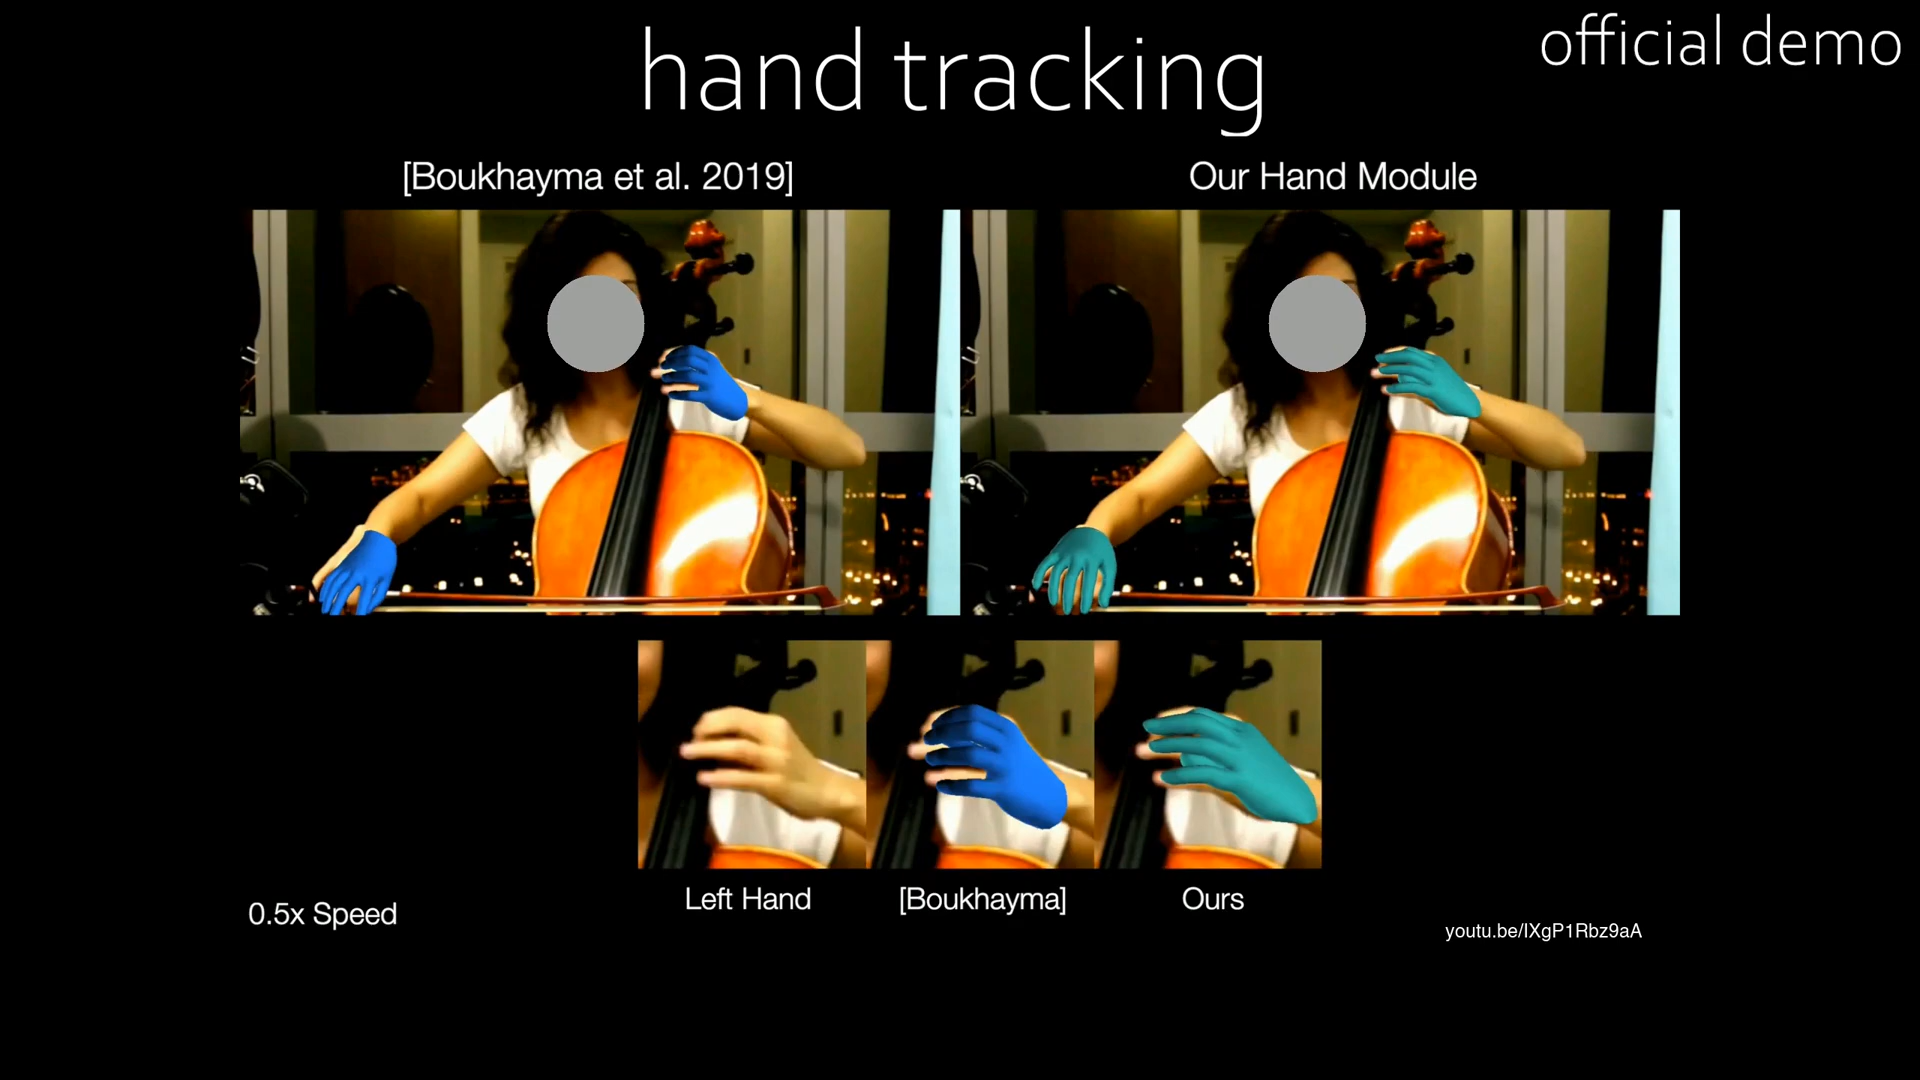 hand tracking
official demo
[Boukhayma et al. 2019]
Our Hand Module
Left Hand
[Boukhayma]
Ours
0.5x Speed
youtu.be/IXgP1Rbz9aA